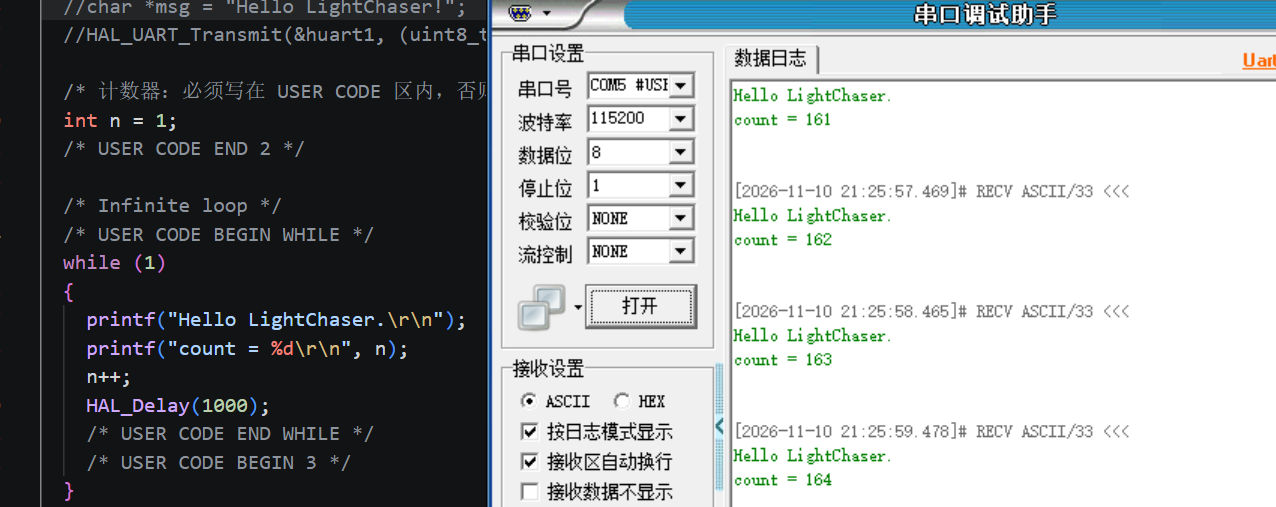 //char *msg = "Hello LightChaser!";
//HAL_UART_Transmit(&huart1, (uint8_t
/* 计数器：必须写在 USER CODE 区内，否则
int n = 1;
/* USER CODE END 2 */
/* Infinite loop */
/* USER CODE BEGIN WHILE */
while (1)
{
printf("Hello LightChaser.\r\n");
printf("count = %d\r\n", n);
n++;
HAL_Delay(1000);
/* USER CODE END WHILE */
/* USER CODE BEGIN 3 */
}
串口调试助手
串口设置
串口号 COM5 #USE
波特率 115200
数据位 8
停止位 1
校验位 NONE
流控制 NONE
打开
接收设置
ASCII HEX
按日志模式显示
接收区自动换行
接收数据不显示
数据日志
Uart
Hello LightChaser.
count = 161
[2026-11-10 21:25:57.469]# RECV ASCII/33 <<<
Hello LightChaser.
count = 162
[2026-11-10 21:25:58.465]# RECV ASCII/33 <<<
Hello LightChaser.
count = 163
[2026-11-10 21:25:59.478]# RECV ASCII/33 <<<
Hello LightChaser.
count = 164